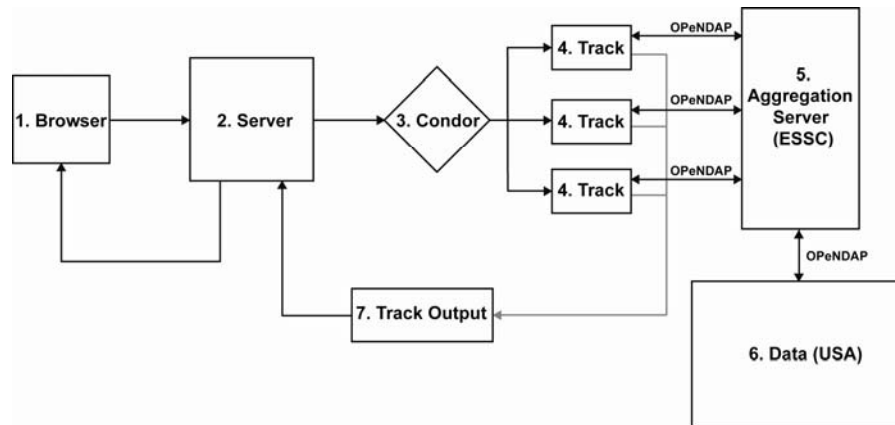 1. Browser
2. Server
3. Condor
4. Track
OPeNDAP
4. Track
OPeNDAP
4. Track
OPeNDAP
5.
Aggregation
Server
(ESSC)
OPeNDAP
6. Data (USA)
7. Track Output